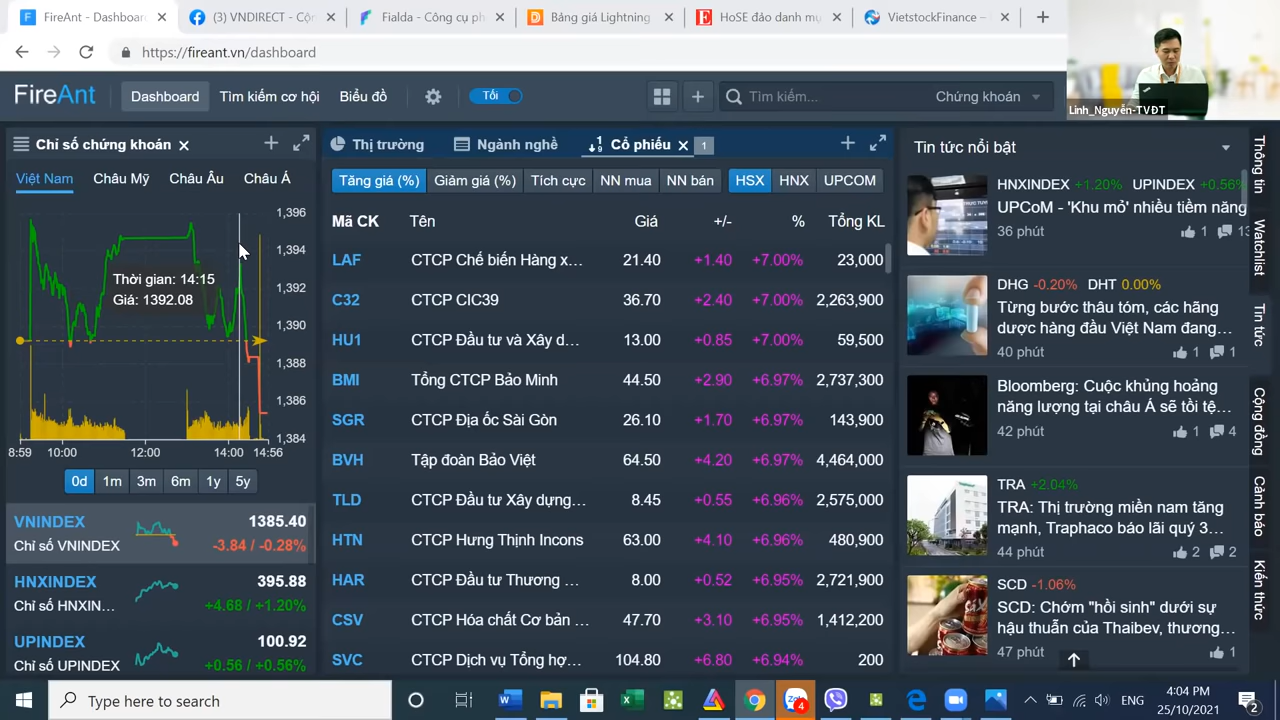 FireAnt - Dashboa
(3) VNDIRECT - Côn
Fialda - Công cụ ph
Bảng giá Lightning
HoSE đảo danh mụ
VietstockFinance –
https://fireant.vn/dashboard
Linh_Nguyễn-TVĐT
FireAnt
Dashboard
Tìm kiếm cơ hội
Biểu đồ
Tối
Tìm kiếm...
Chứng khoán
Chỉ số chứng khoán
Việt Nam Châu Mỹ Châu Âu Châu Á
1,396
1,394
1,392
1,390
1,388
1,386
1,384
Thời gian: 14:15
Giá: 1392.08
8:59 10:00 12:00 14:00 14:56
0d 1m 3m 6m 1y 5y
VNINDEX 1385.40
Chỉ số VNINDEX -3.84 / -0.28%
HNXINDEX 395.88
Chỉ số HNXIN... +4.68 / +1.20%
UPINDEX 100.92
Chỉ số UPINDEX +0.56 / +0.56%
Thị trường Ngành nghề Cổ phiếu 1
Tăng giá (%) Giảm giá (%) Tích cực NN mua NN bán HSX HNX UPCOM
Mã CK Tên Giá +/- % Tổng KL
LAF CTCP Chế biến Hàng x... 21.40 +1.40 +7.00% 23,000
C32 CTCP CIC39 36.70 +2.40 +7.00% 2,263,900
HU1 CTCP Đầu tư và Xây d... 13.00 +0.85 +7.00% 59,500
BMI Tổng CTCP Bảo Minh 44.50 +2.90 +6.97% 2,737,300
SGR CTCP Địa ốc Sài Gòn 26.10 +1.70 +6.97% 143,900
BVH Tập đoàn Bảo Việt 64.50 +4.20 +6.97% 4,464,000
TLD CTCP Đầu tư Xây dựng... 8.45 +0.55 +6.96% 2,575,000
HTN CTCP Hưng Thịnh Incons 63.00 +4.10 +6.96% 480,900
HAR CTCP Đầu tư Thương ... 8.00 +0.52 +6.95% 2,721,900
CSV CTCP Hóa chất Cơ bản ... 47.70 +3.10 +6.95% 1,412,200
SVC CTCP Dịch vụ Tổng hợ... 104.80 +6.80 +6.94% 200
Tin tức nổi bật
HNXINDEX +1.20% UPINDEX +0.56%
UPCoM - 'Khu mỏ' nhiều tiềm năng
36 phút 1 13
DHG -0.20% DHT 0.00%
Từng bước thâu tóm, các hãng
dược hàng đầu Việt Nam đang...
40 phút 1 1
Bloomberg: Cuộc khủng hoảng
năng lượng tại châu Á sẽ tồi tệ...
42 phút 1 4
TRA +2.04%
TRA: Thị trường miền nam tăng
mạnh, Traphaco báo lãi quý 3...
44 phút 2 2
SCD -1.06%
SCD: Chớm "hồi sinh" dưới sự
hậu thuẫn của Thaibev, thương...
47 phút 1
Thông tin
Watchlist
Tin tức
Cộng đồng
Cảnh báo
Kiến thức
Type here to search
4
ENG
4:04 PM
25/10/2021
2